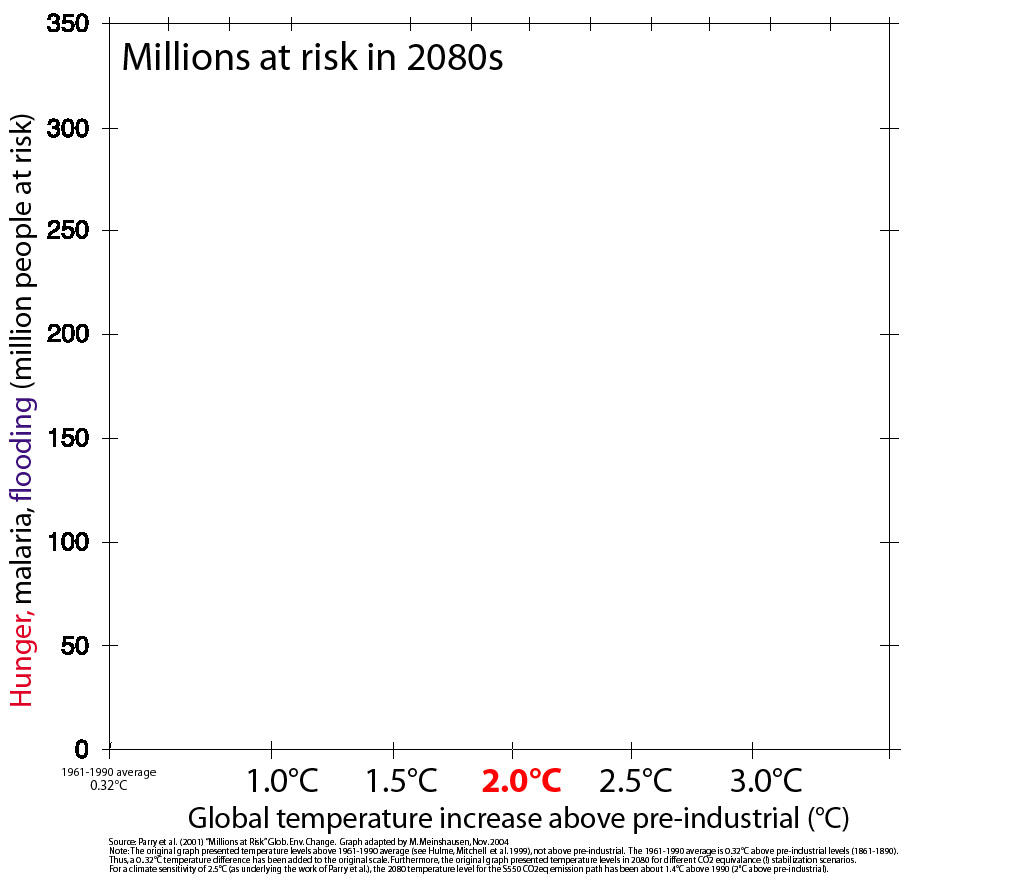 350
Millions at risk in 2080s
300
250
200
150
100
50
0
Hunger, malaria, flooding (million people at risk)
1961-1990 average
0.32°C
1.0°C 1.5°C 2.0°C 2.5°C 3.0°C
Global temperature increase above pre-industrial (°C)
Source: Parry et al. (2001) "Millions at Risk" Glob. Env. Change. Graph adapted by M. Meinshausen, Nov. 2004
Note: The original graph presented temperature levels above 1961-1990 average (see Hulme, Mitchell et al. 1999), not above pre-industrial. The 1961-1990 average is 0.32°C above pre-industrial levels (1861-1890).
Thus, a 0..32°C temperature difference has been added to the original scale. Furthermore, the original graph presented temperature levels in 2080 for different CO2 equivalance (!) stabilization scenarios.
For a climate sensitivity of 2.5°C (as underlying the work of Parry et al.), the 2080 temperature level for the S550 CO2eq emission path has been about 1.4°C above 1990 (2°C above pre-industrial).